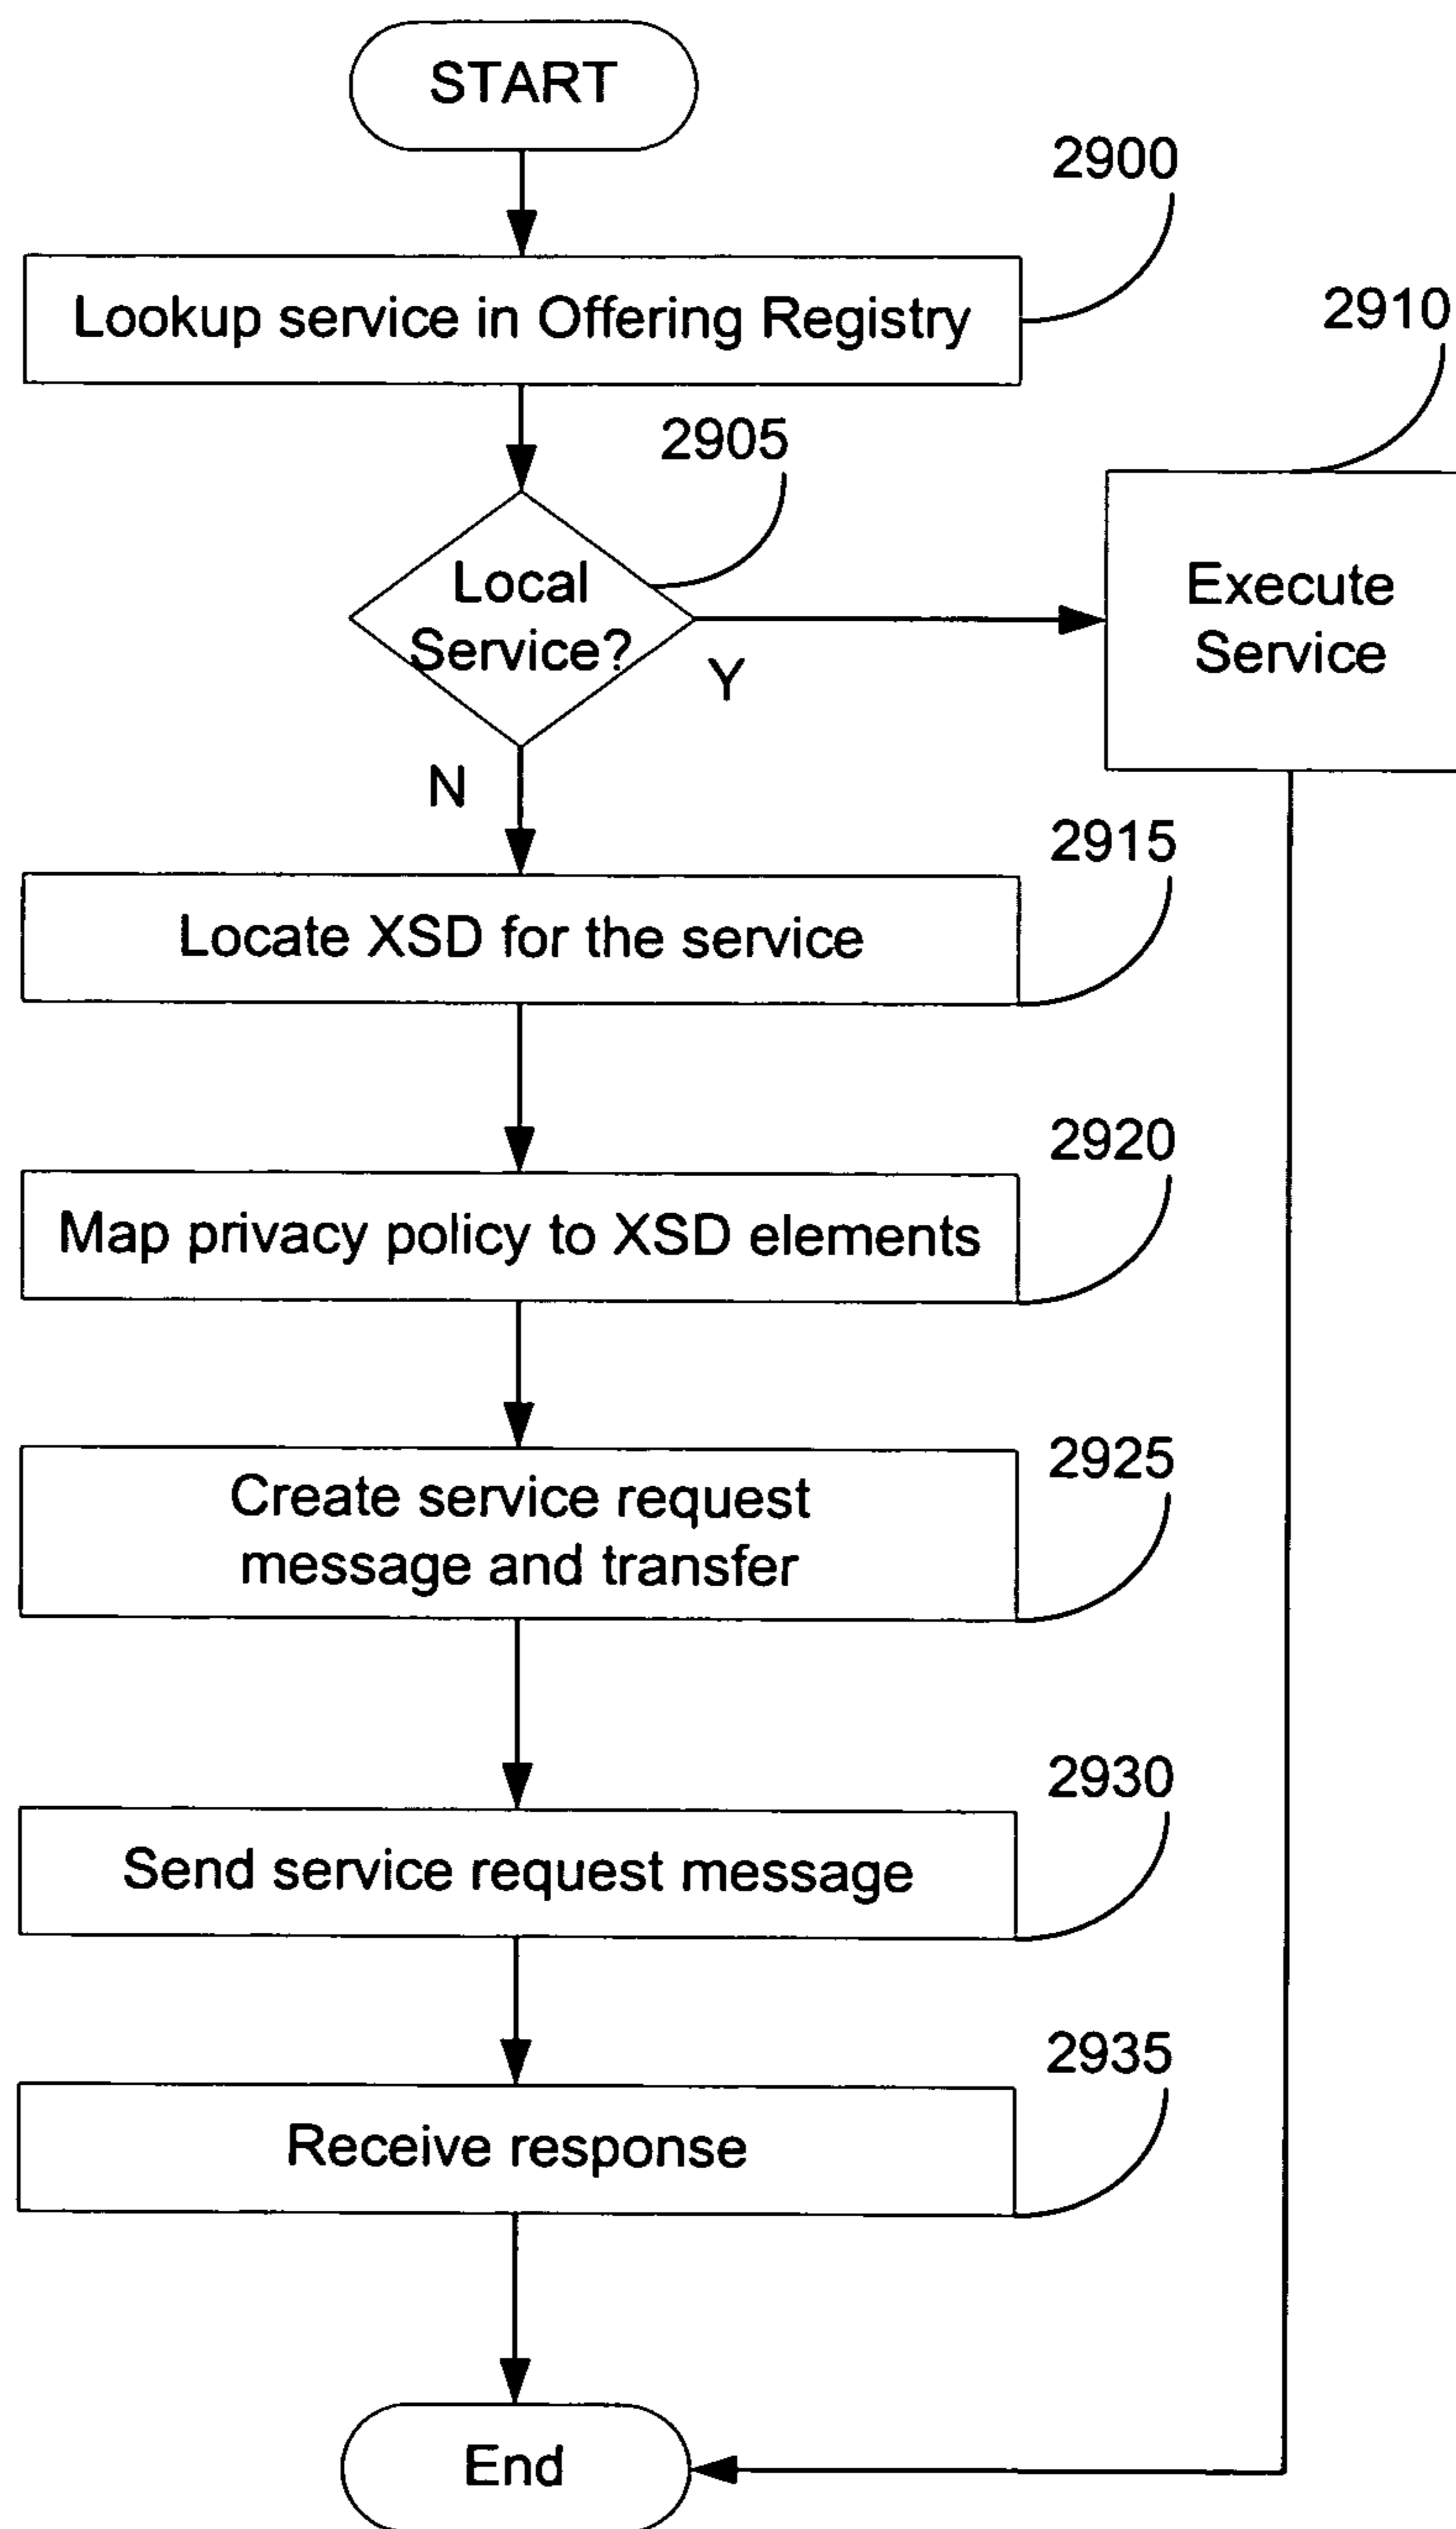 START
2900
Lookup service in Offering Registry
2910
2905
Local
Service?
Execute
Service
Y
N
2915
Locate XSD for the service
2920
Map privacy policy to XSD elements
2925
Create service request
message and transfer
2930
Send service request message
2935
Receive response
End